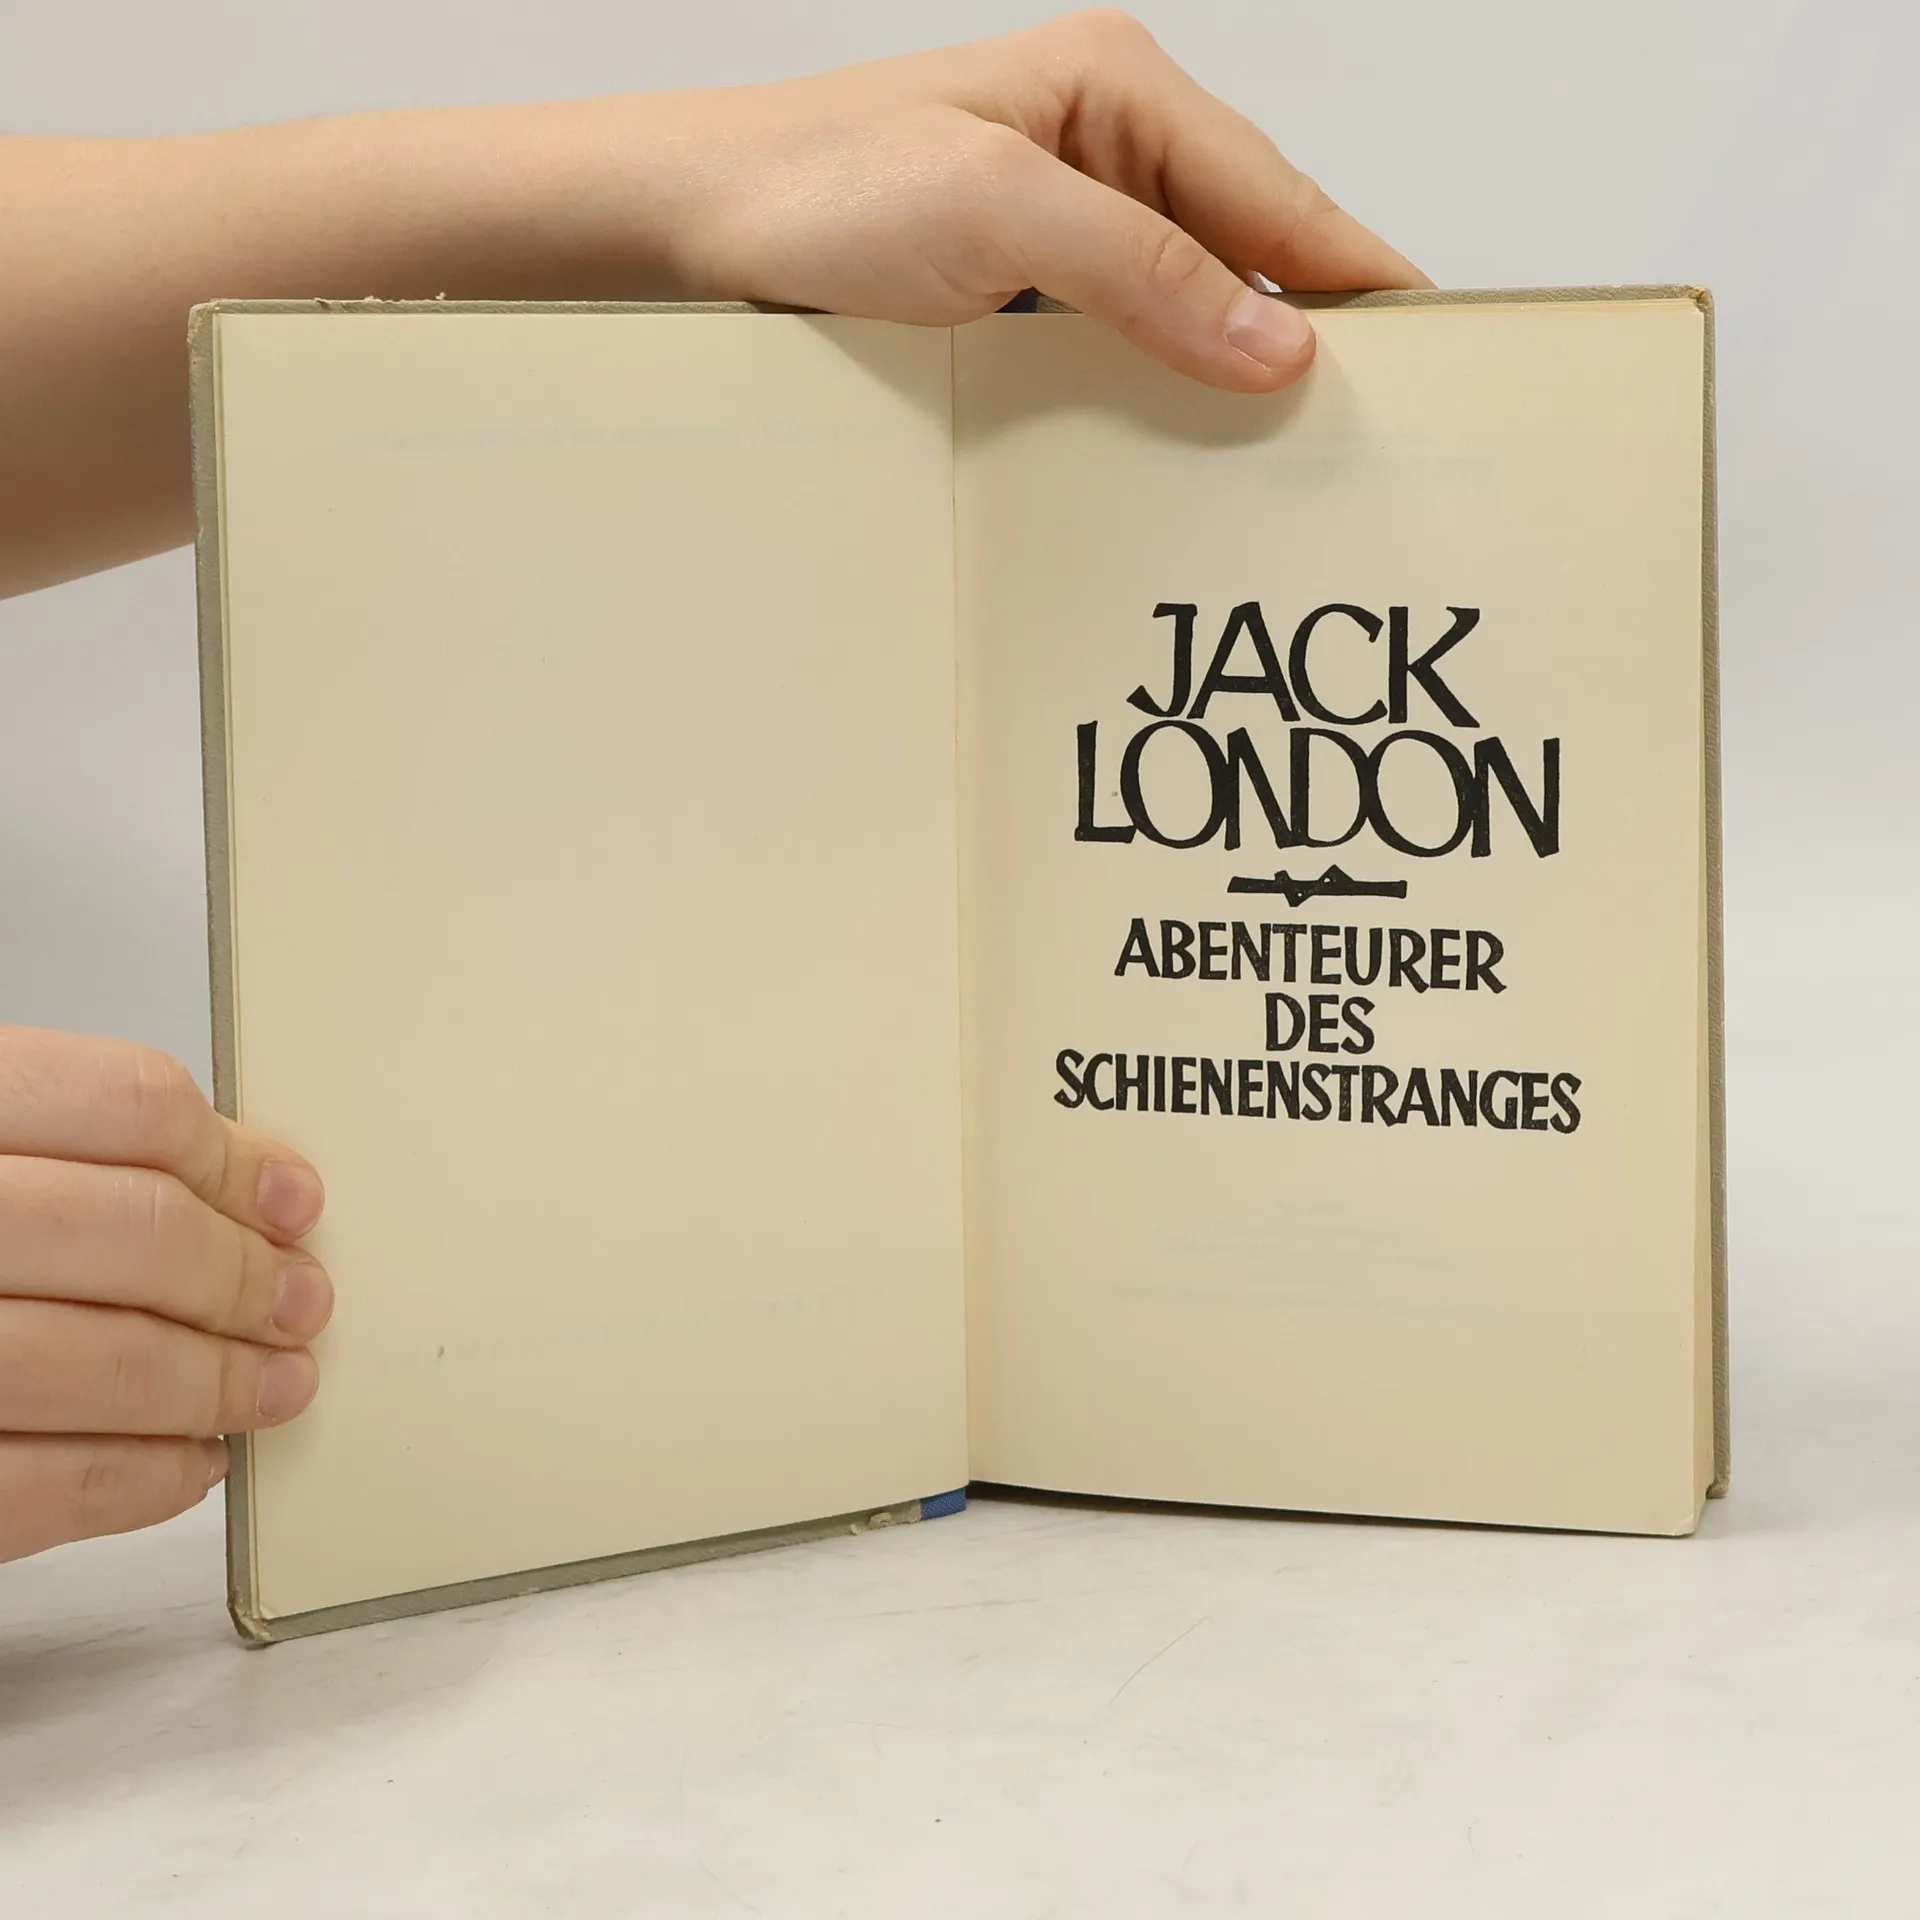 JACK
LONDON
ABENTEURER
DES
SCHIENENSTRANGES